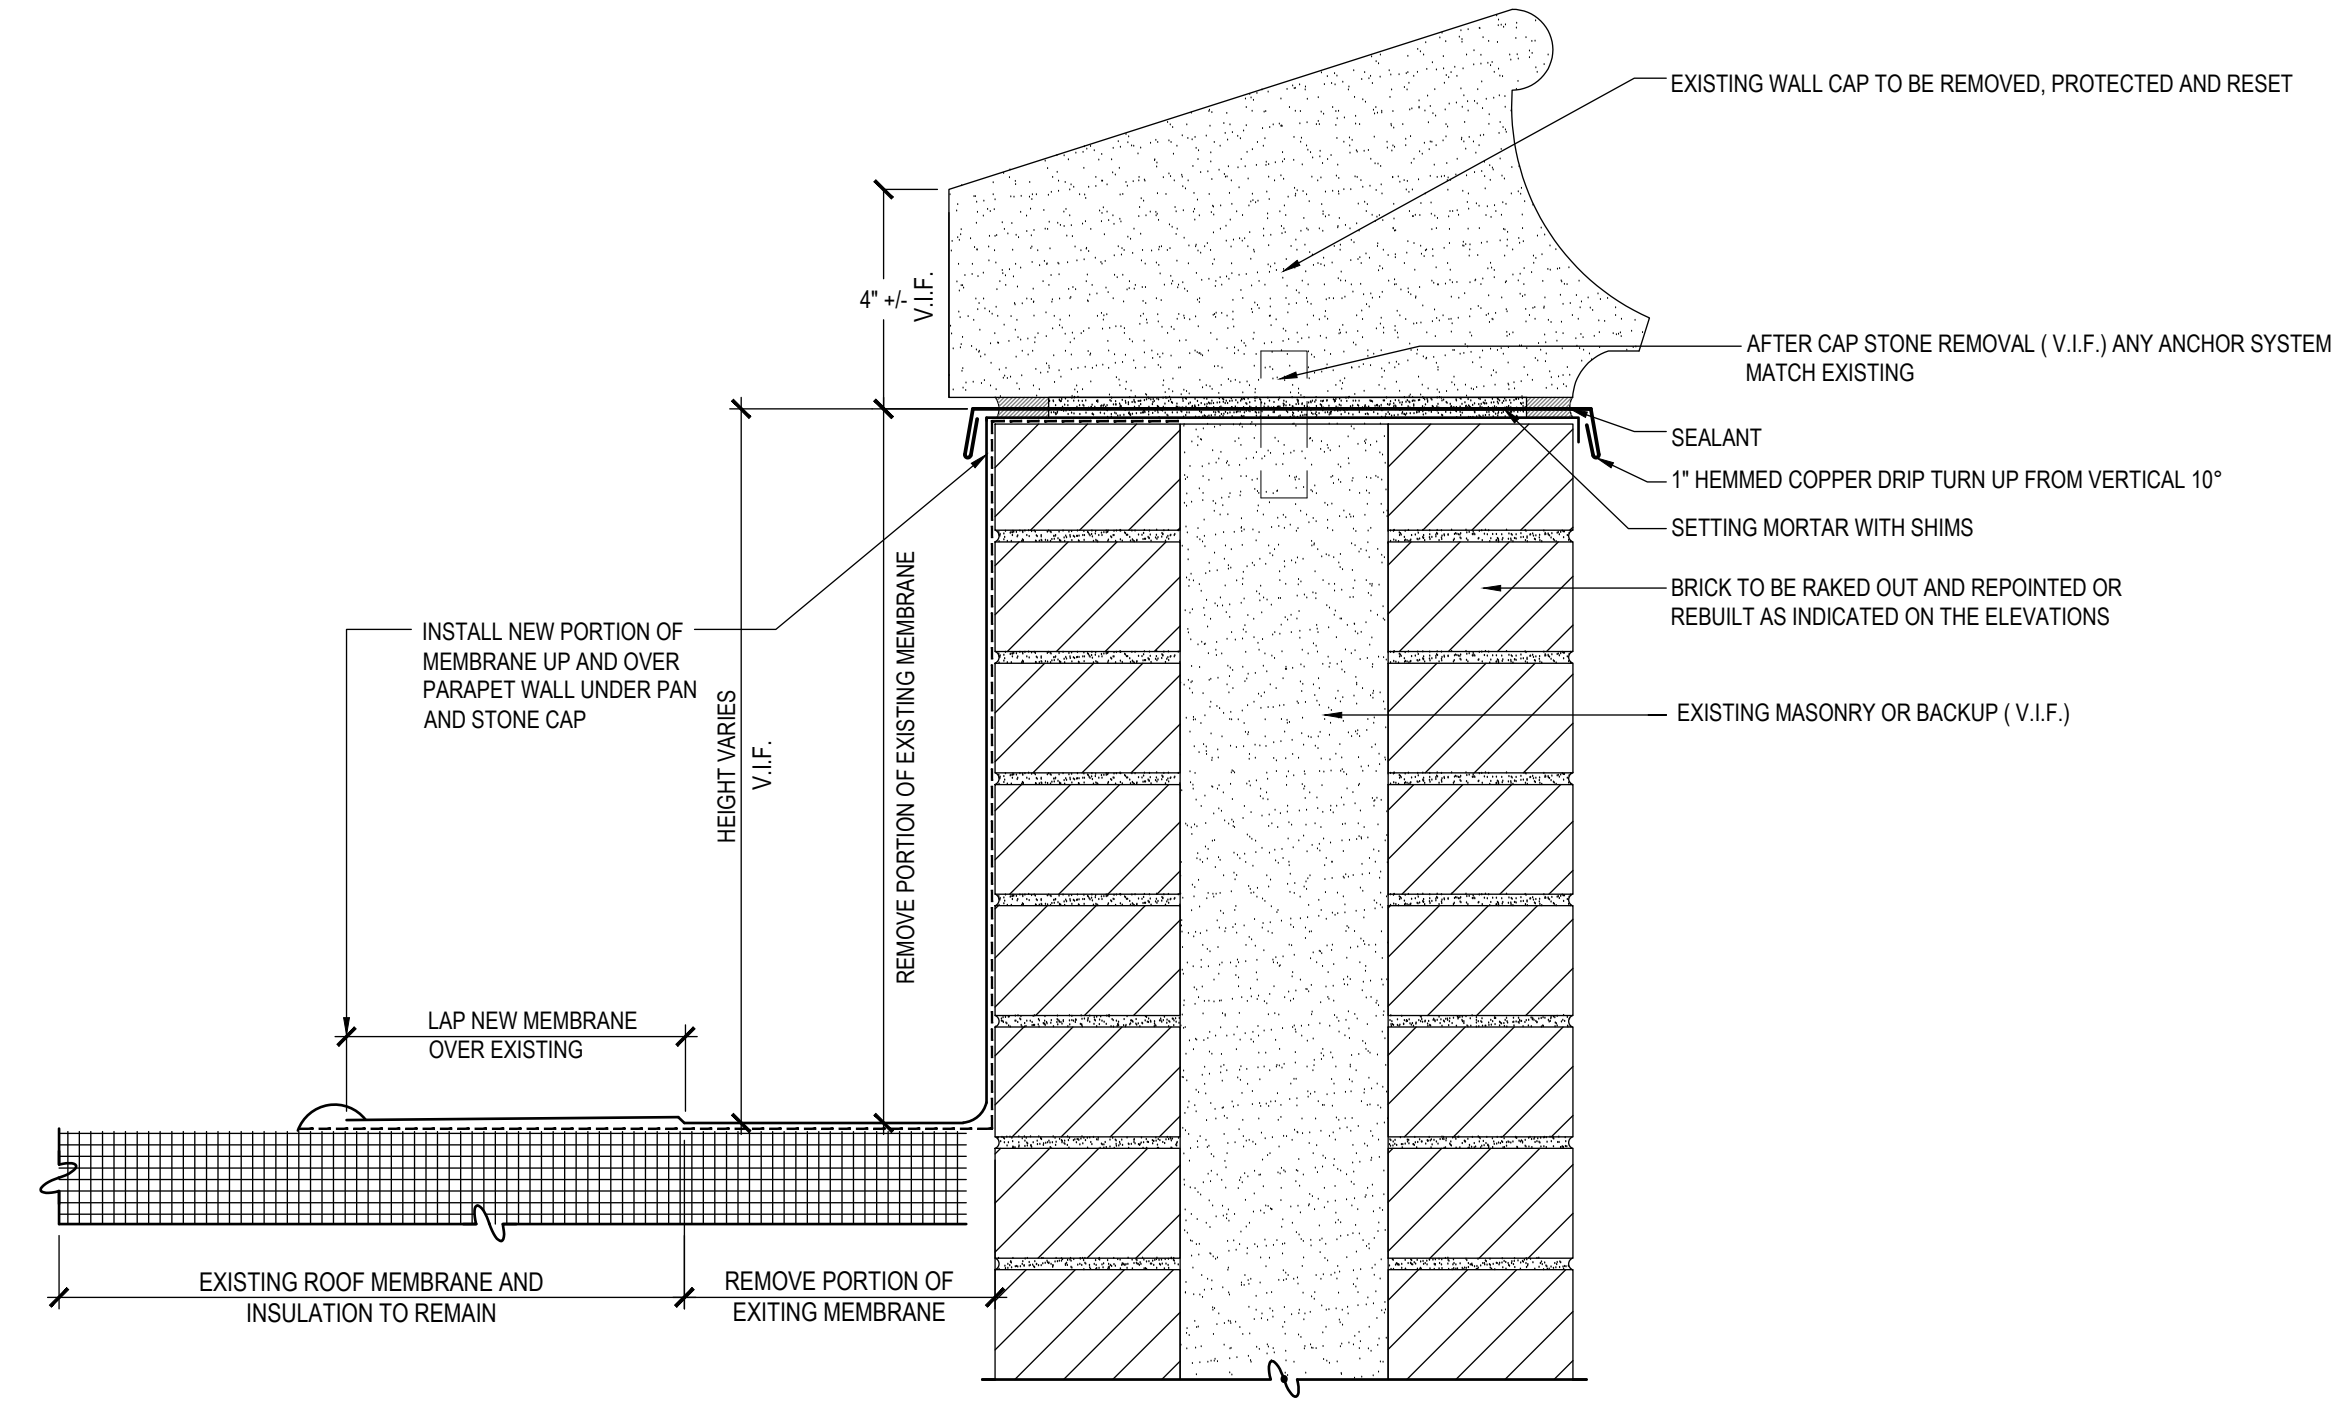 EXISTING WALL CAP TO BE REMOVED, PROTECTED AND RESET
4" +/-
V.I.F.
AFTER CAP STONE REMOVAL ( V.I.F.) ANY ANCHOR SYSTEM
MATCH EXISTING
SEALANT
1" HEMMED COPPER DRIP TURN UP FROM VERTICAL 10°
SETTING MORTAR WITH SHIMS
BRICK TO BE RAKED OUT AND REPOINTED OR
REBUILT AS INDICATED ON THE ELEVATIONS
INSTALL NEW PORTION OF
MEMBRANE UP AND OVER
PARAPET WALL UNDER PAN
AND STONE CAP
HEIGHT VARIES
V.I.F.
REMOVE PORTION OF EXISTING MEMBRANE
EXISTING MASONRY OR BACKUP ( V.I.F.)
LAP NEW MEMBRANE
OVER EXISTING
EXISTING ROOF MEMBRANE AND
INSULATION TO REMAIN
REMOVE PORTION OF
EXITING MEMBRANE